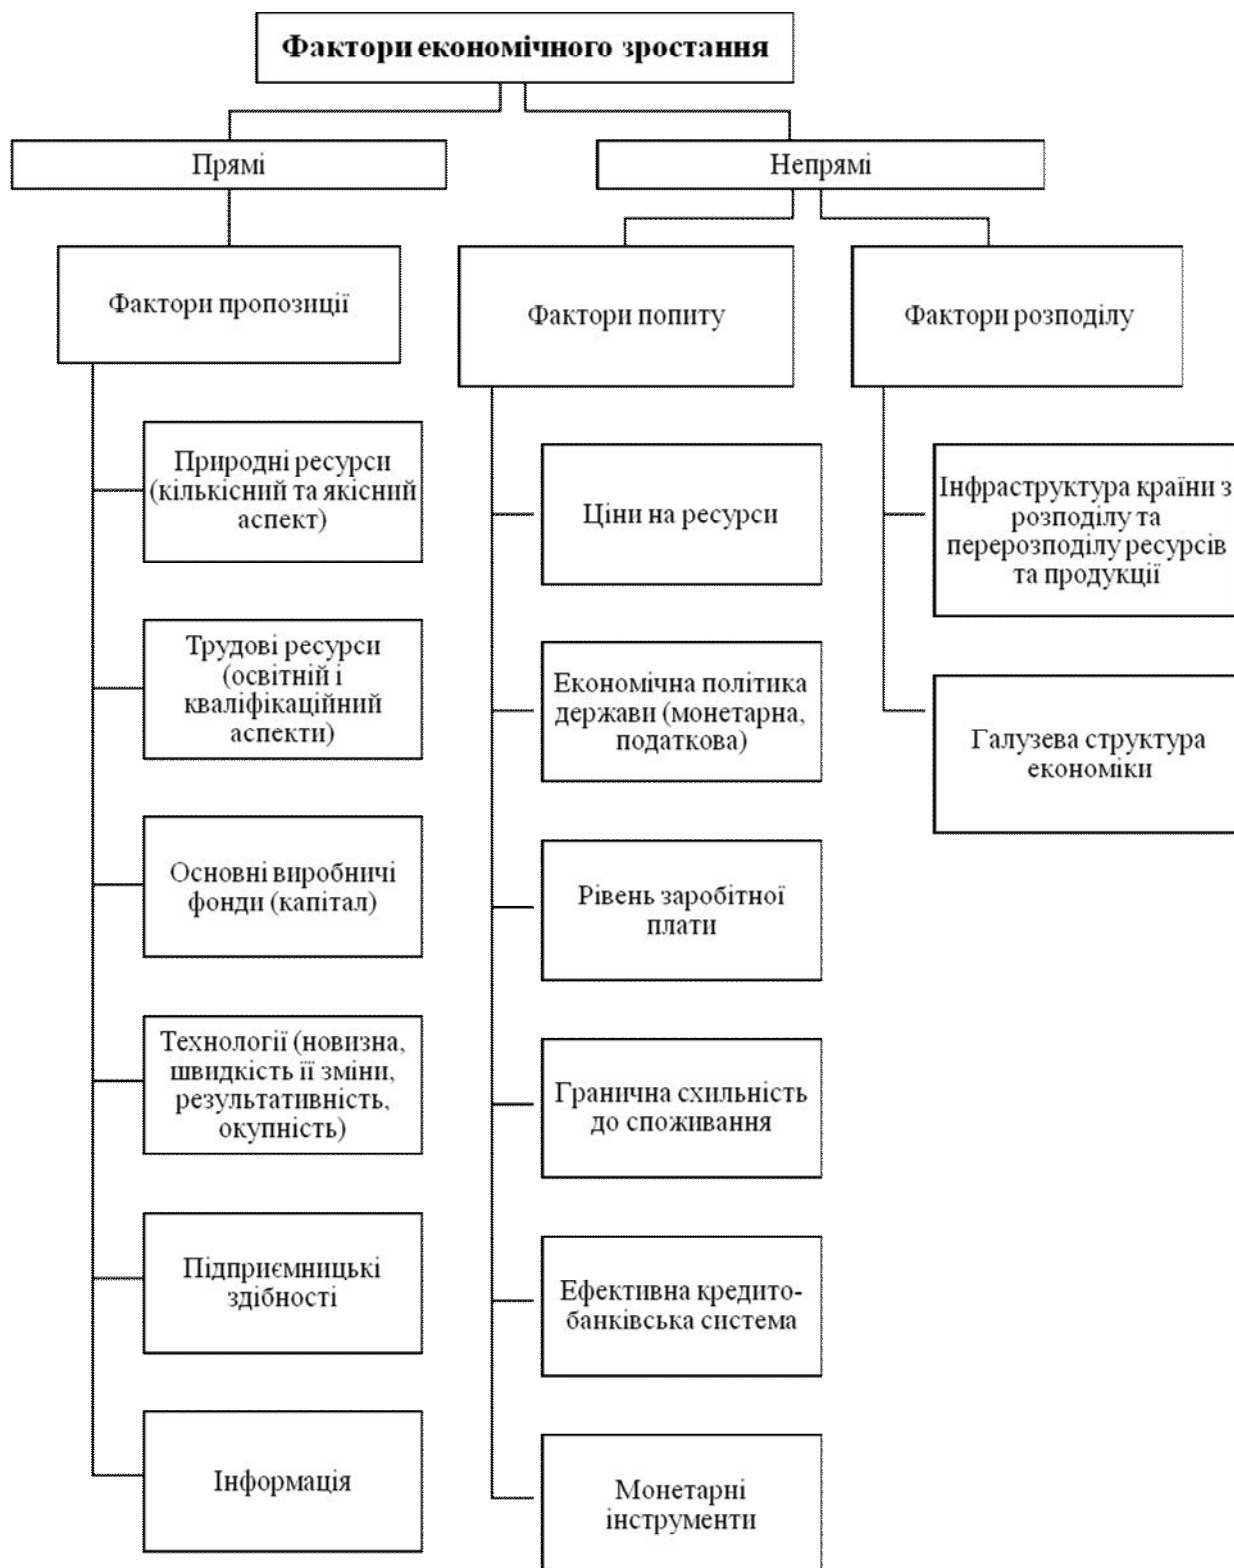 Фактори економічного зростання
Прямі
Непрямі
Фактори пропозиції
Фактори попиту
Фактори розподілу
Природні ресурси
(кількісний та якісний
аспект)
Трудові ресурси
(освітній і
кваліфікаційний
аспекти)
Основні виробничі
фонди (капітал)
Технології (новизна,
швидкість її зміни,
результативність,
окупність)
Підприємницькі
здібності
Інформація
Ціни на ресурси
Економічна політика
держави (монетарна,
податкова)
Рівень заробітної
плати
Гранична схильність
до споживання
Ефективна кредито-
банківська система
Монетарні
інструменти
Інфраструктура країни з
розподілу та
перерозподілу ресурсів
та продукції
Галузева структура
економіки